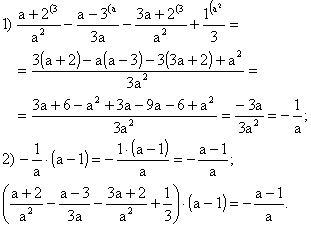 1) \frac{a+2^{(3}}{a^2} - \frac{a-3^{(a}}{3a} - \frac{3a+2^{(3}}{a^2} + \frac{1^{(a^2}}{3} =
= \frac{3(a+2)-a(a-3)-3(3a+2)+a^2}{3a^2} =
= \frac{3a+6-a^2+3a-9a-6+a^2}{3a^2} = \frac{-3a}{3a^2} = -\frac{1}{a};
2) -\frac{1}{a} \cdot (a-1) = -\frac{1 \cdot (a-1)}{a} = -\frac{a-1}{a};
\left(\frac{a+2}{a^2} - \frac{a-3}{3a} - \frac{3a+2}{a^2} + \frac{1}{3}\right) \cdot (a-1) = -\frac{a-1}{a}.